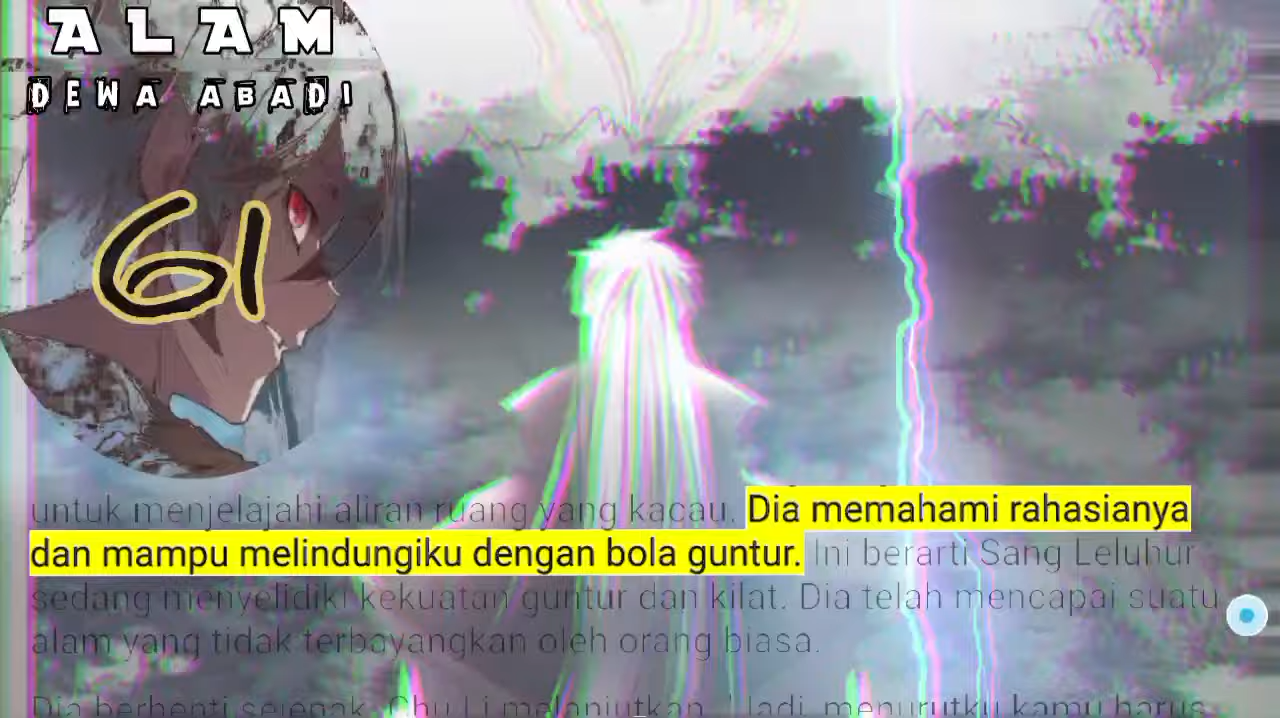 ALAM
DEWA ABADI
61
untuk menjelajahi aliran ruang yang kacau. Dia memahami rahasianya
dan mampu melindungiku dengan bola guntur. Ini berarti Sang Leluhur
sedang menyelidiki kekuatan guntur dan kilat. Dia telah mencapai suatu
alam yang tidak terbayangkan oleh orang biasa.
Dia berhenti sejenak. Chu Li melanjutkan, "Jadi, menurutku kamu harus